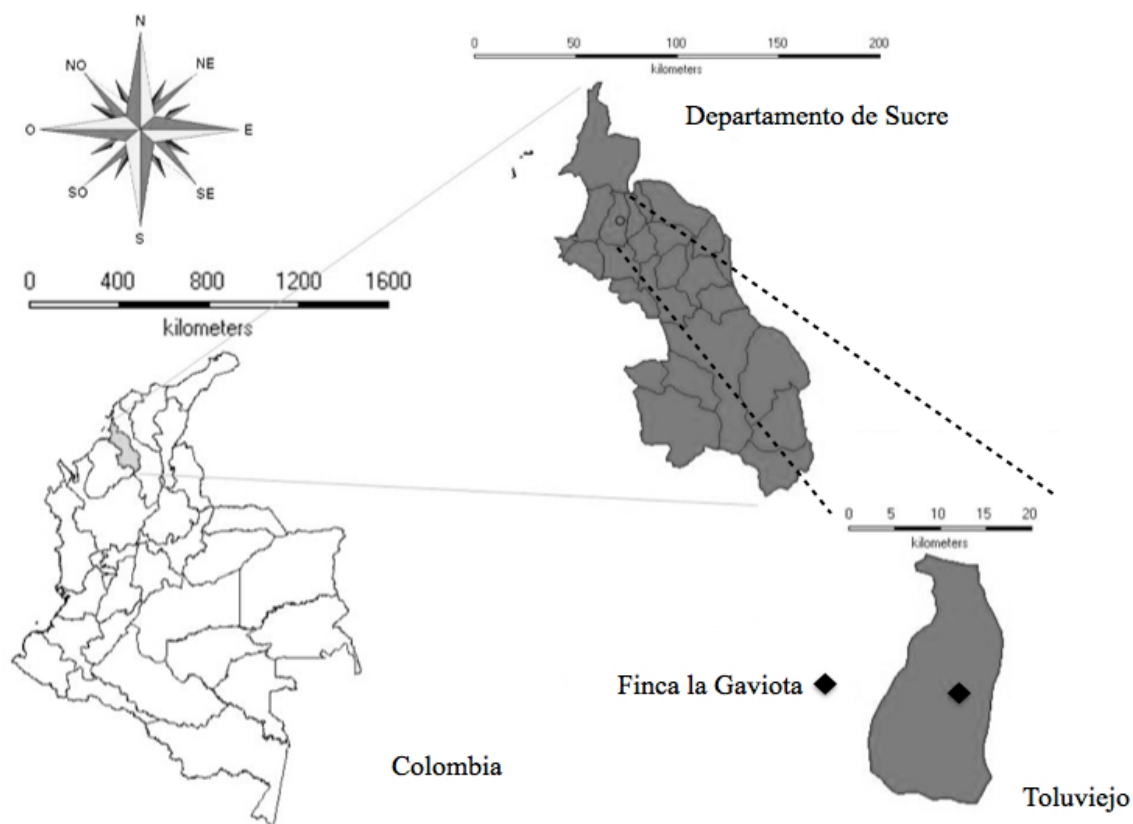 N
NO
NE
O
E
SO
SE
S
0 50 100 150 200
kilometers
Departamento de Sucre
0 400 800 1200 1600
kilometers
0 5 10 15 20
kilometers
Finca la Gaviota
Colombia
Toluviejo